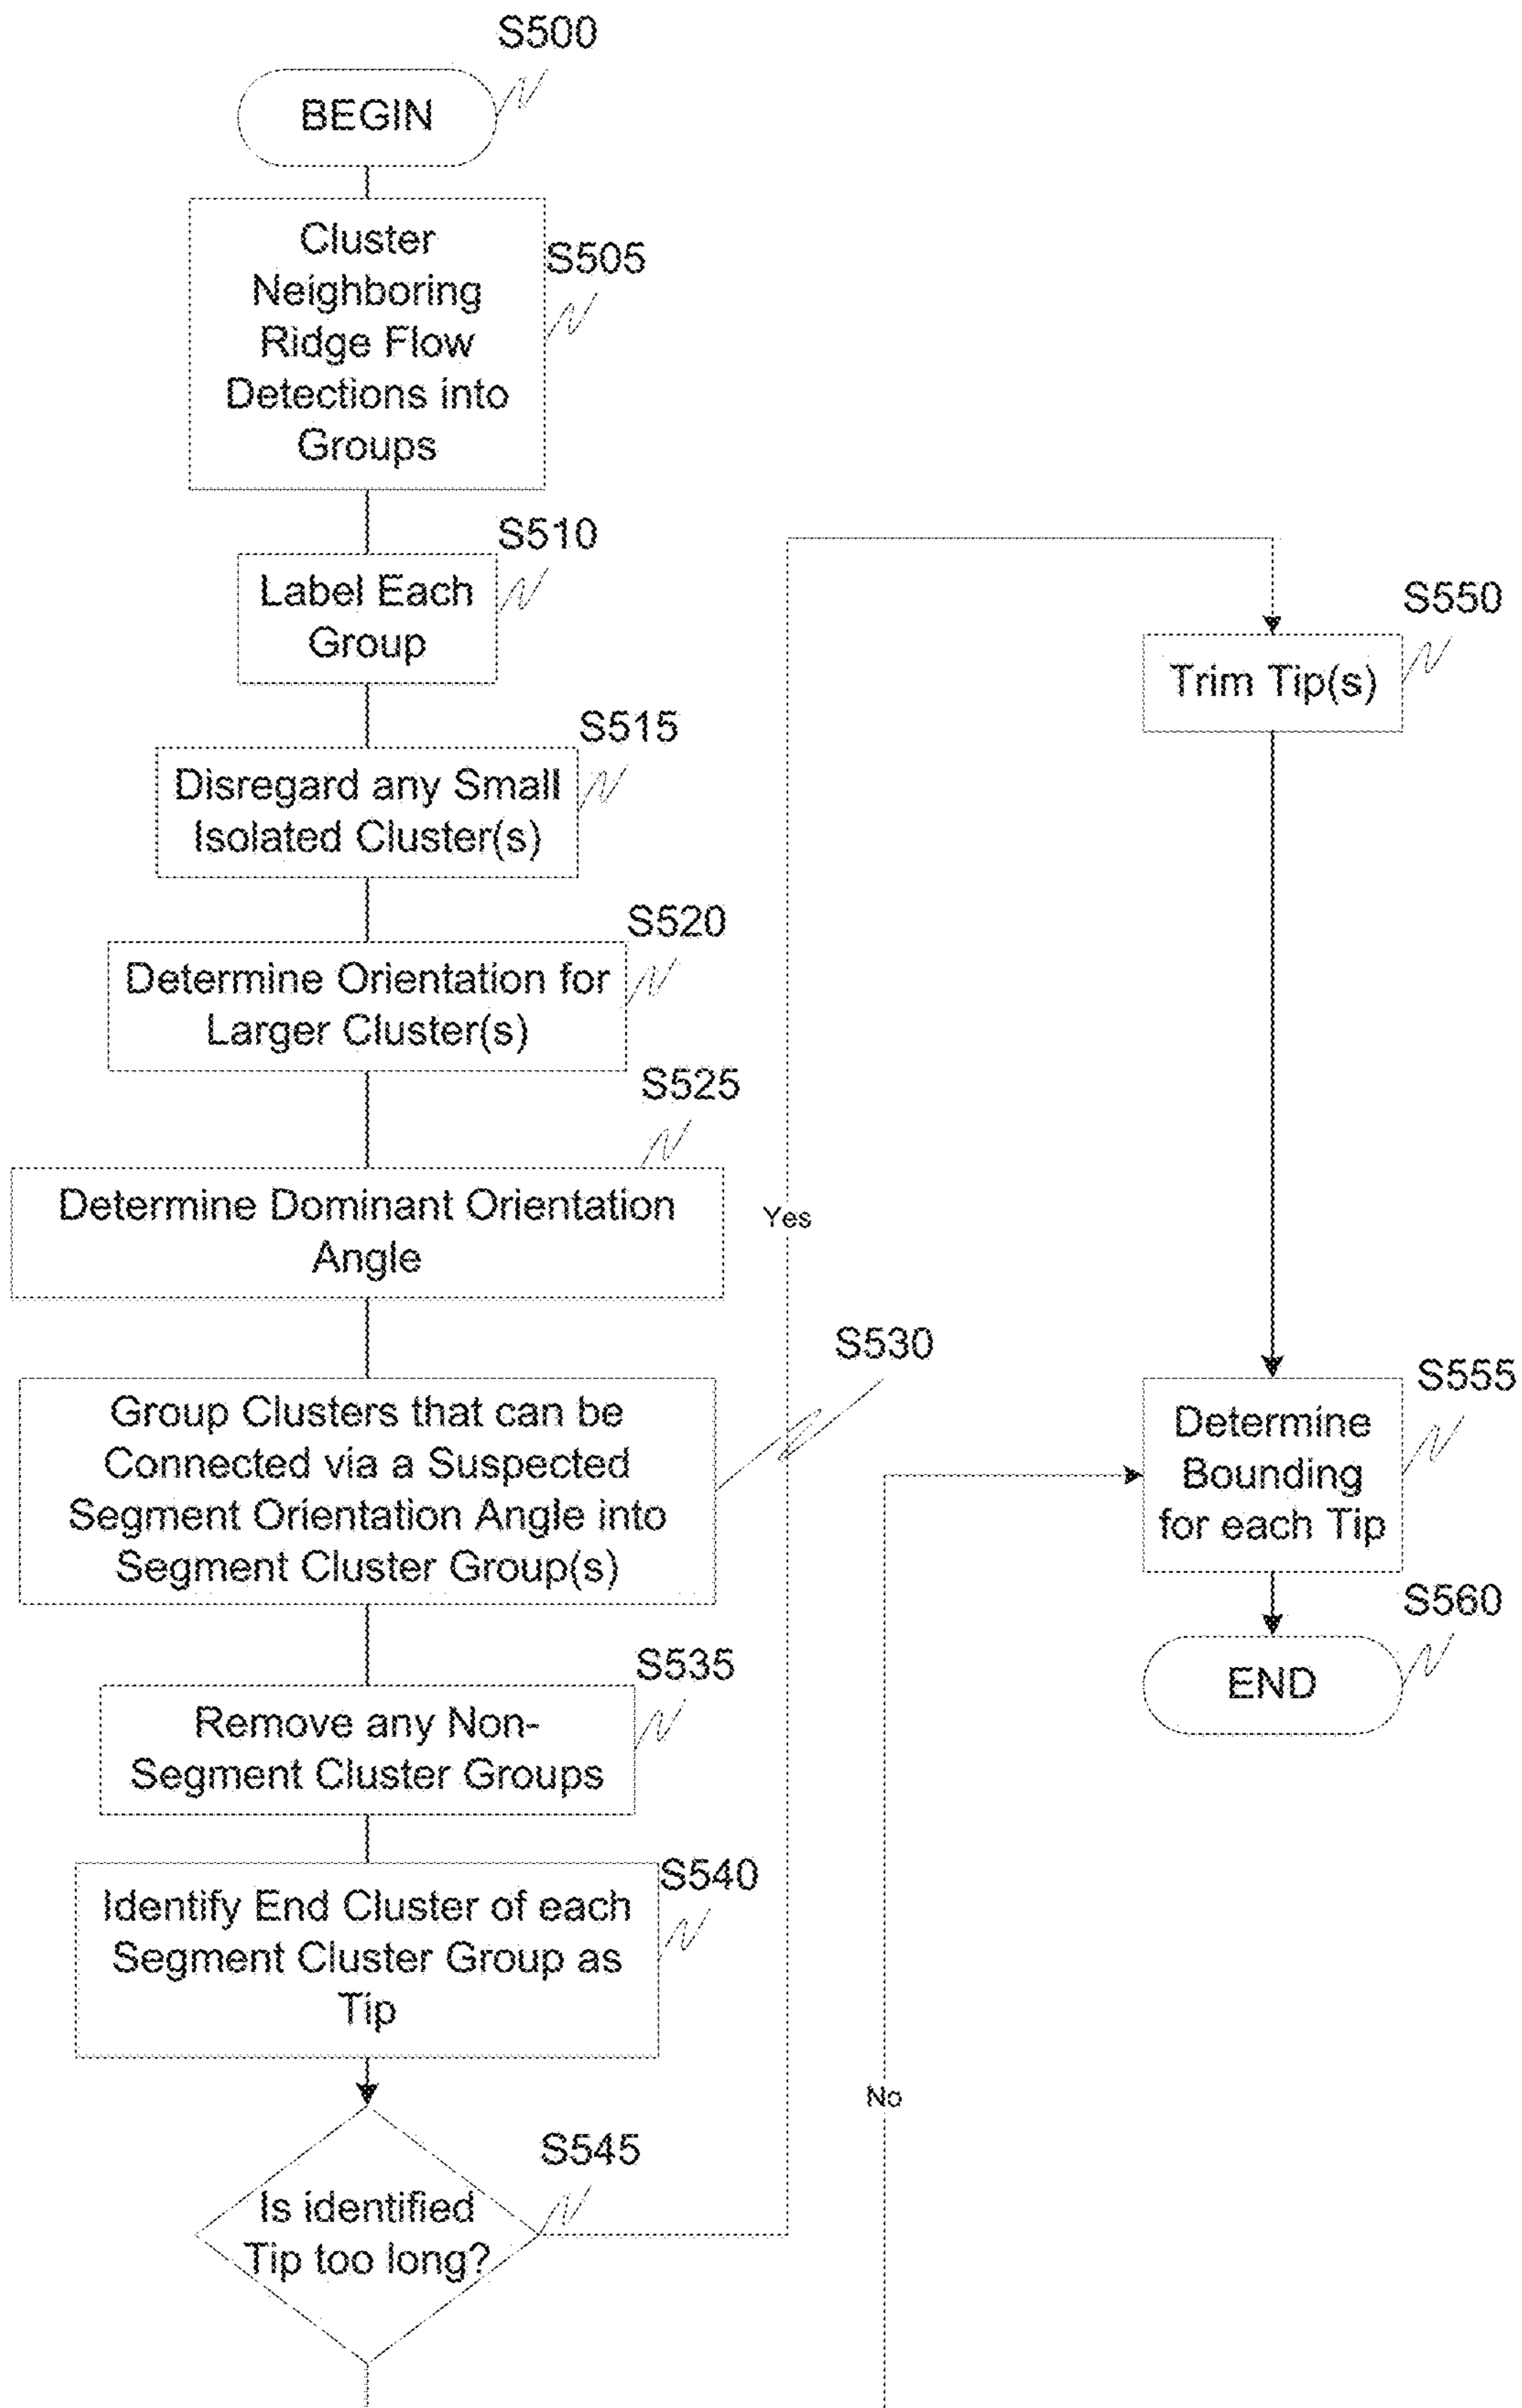 S500
BEGIN
Cluster
Neighboring
Ridge Flow
Detections into
Groups
S505
S510
Label Each
Group
S515
Disregard any Small
Isolated Cluster(s)
S520
Determine Orientation for
Larger Cluster(s)
S525
Determine Dominant Orientation
Angle
S530
Group Clusters that can be
Connected via a Suspected
Segment Orientation Angle into
Segment Cluster Group(s)
S535
Remove any Non-
Segment Cluster Groups
S540
Identify End Cluster of each
Segment Cluster Group as
Tip
S545
Is identified
Tip too long?
Yes
No
S550
Trim Tip(s)
S555
Determine
Bounding
for each Tip
S560
END